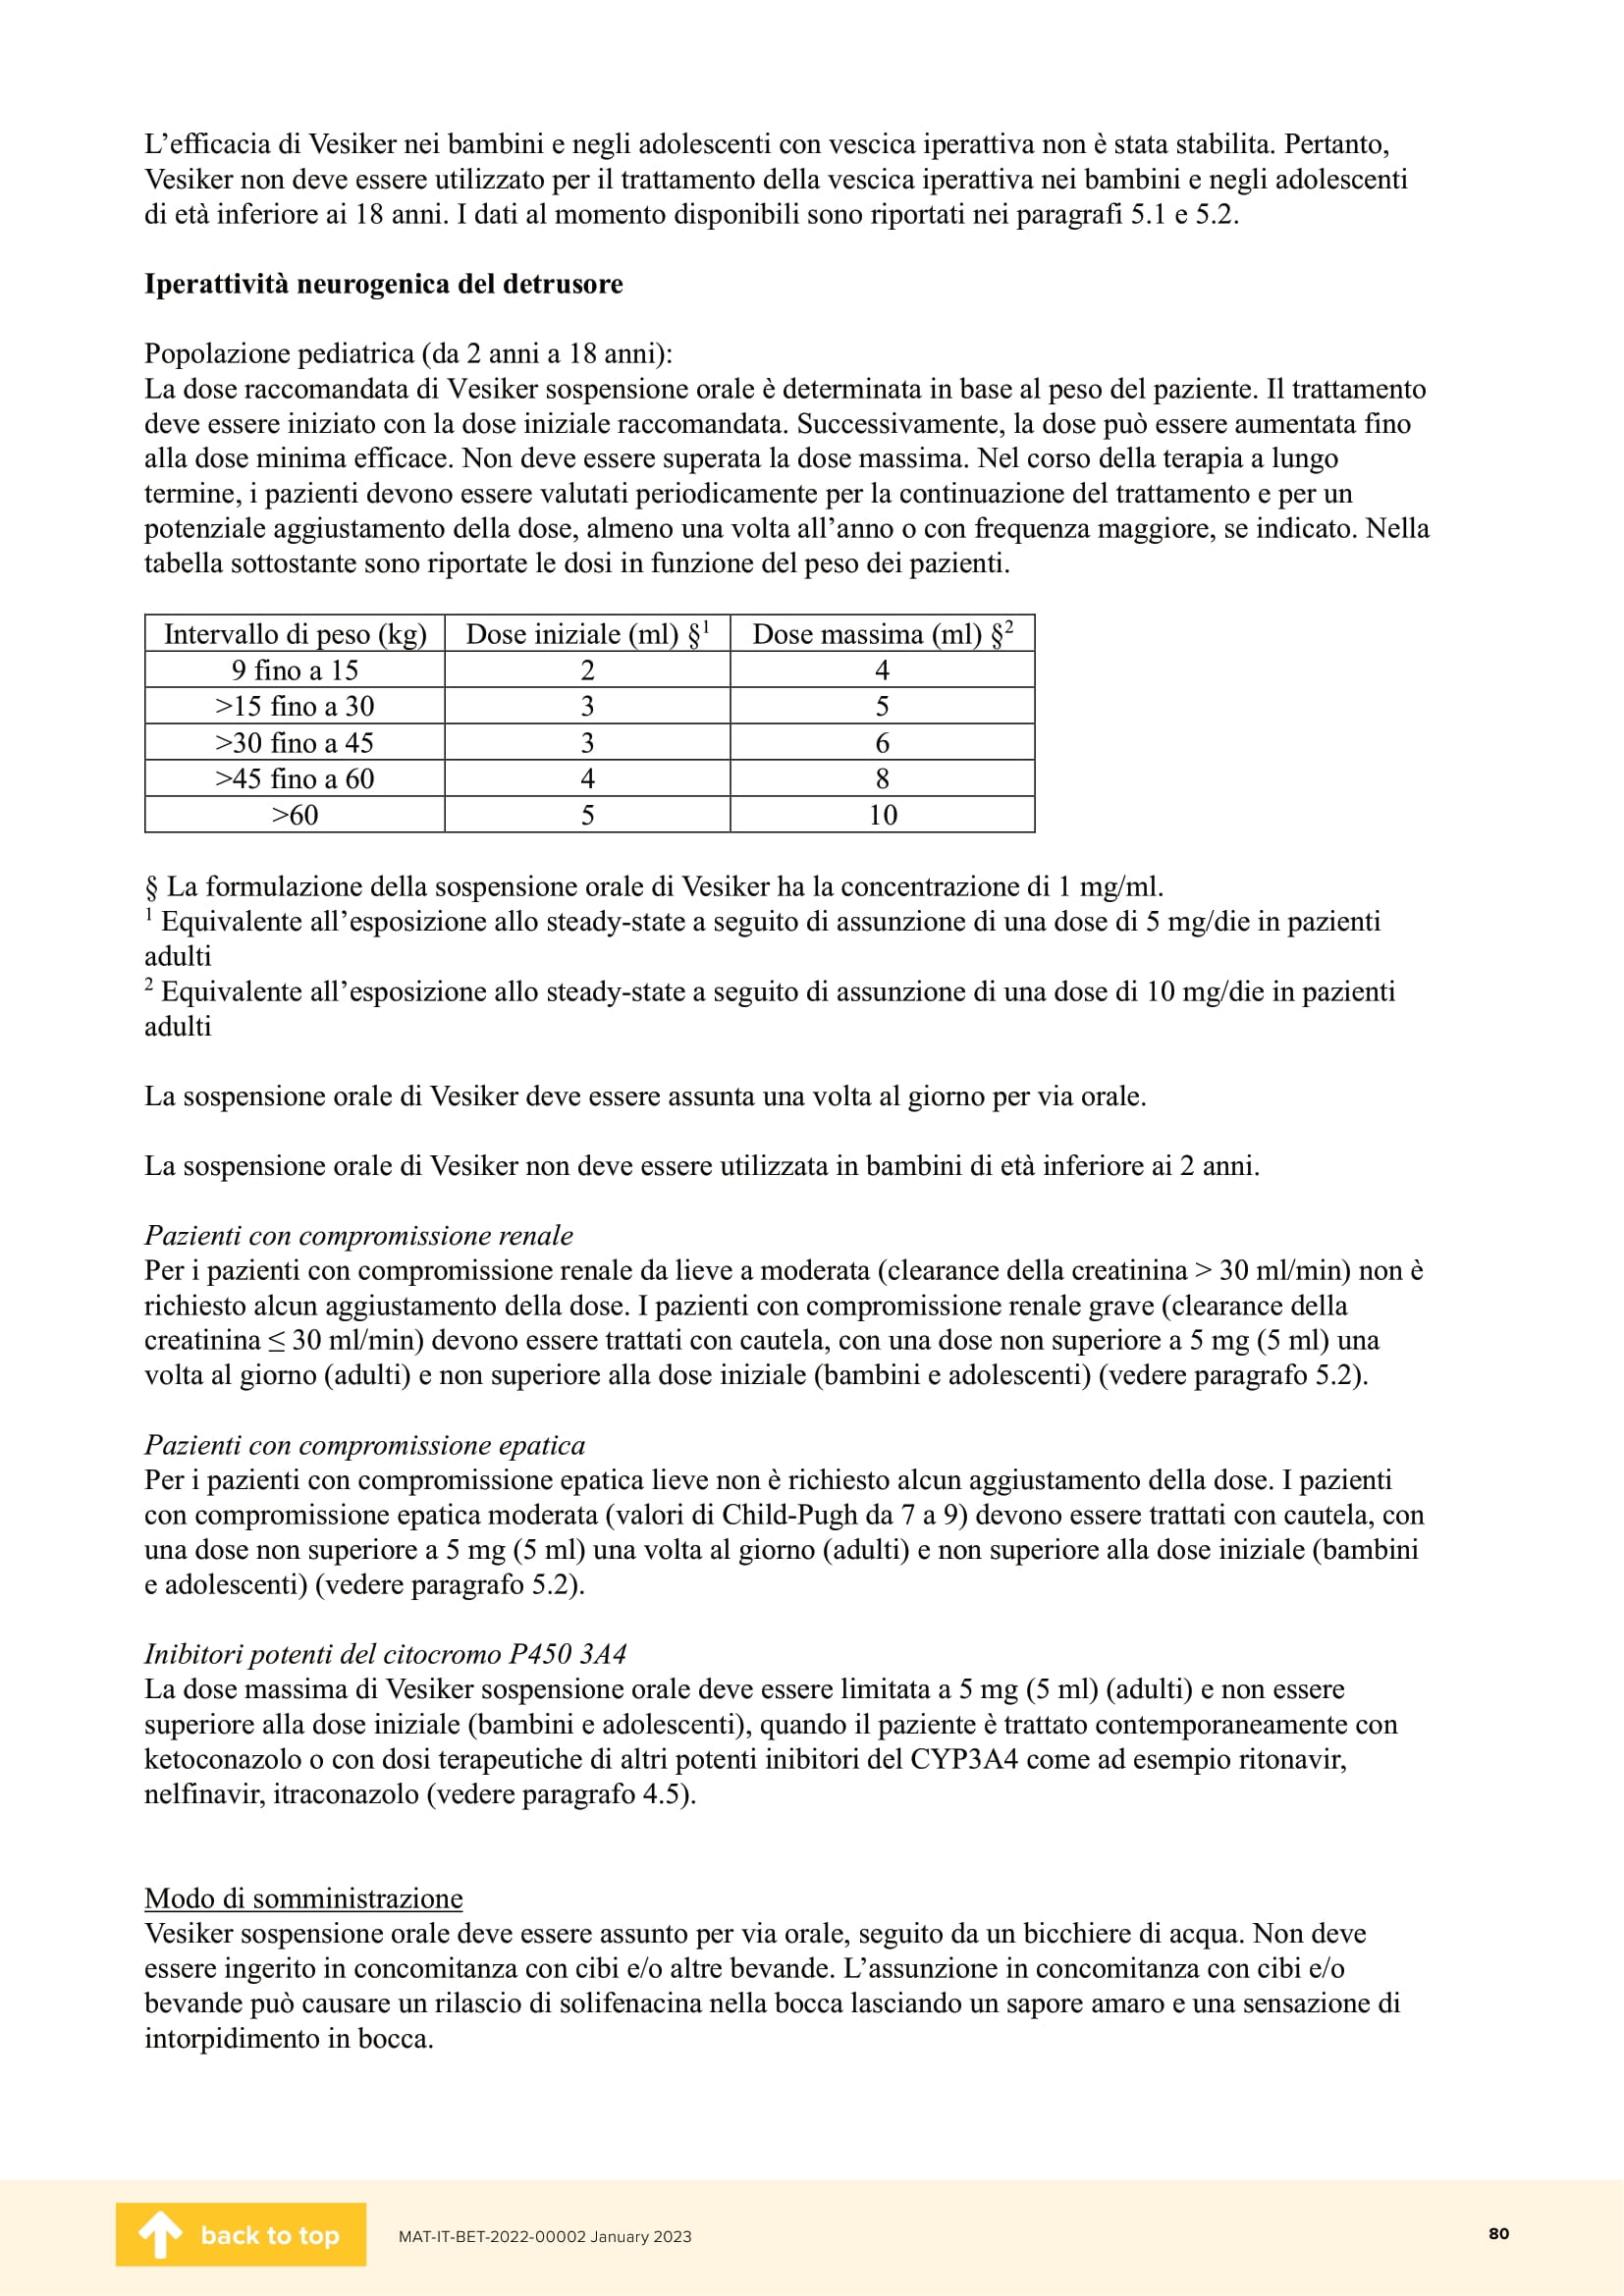 L’efficacia di Vesiker nei bambini e negli adolescenti con vescica iperattiva non è stata stabilita. Pertanto,
Vesiker non deve essere utilizzato per il trattamento della vescica iperattiva nei bambini e negli adolescenti
di età inferiore ai 18 anni. I dati al momento disponibili sono riportati nei paragrafi 5.1 e 5.2.
Iperattività neurogenica del detrusore
Popolazione pediatrica (da 2 anni a 18 anni):
La dose raccomandata di Vesiker sospensione orale è determinata in base al peso del paziente. Il trattamento
deve essere iniziato con la dose iniziale raccomandata. Successivamente, la dose può essere aumentata fino
alla dose minima efficace. Non deve essere superata la dose massima. Nel corso della terapia a lungo
termine, i pazienti devono essere valutati periodicamente per la continuazione del trattamento e per un
potenziale aggiustamento della dose, almeno una volta all’anno o con frequenza maggiore, se indicato. Nella
tabella sottostante sono riportate le dosi in funzione del peso dei pazienti.
Intervallo di peso (kg) Dose iniziale (ml) §¹ Dose massima (ml) §²
9 fino a 15 2 4
>15 fino a 30 3 5
>30 fino a 45 3 6
>45 fino a 60 4 8
>60 5 10
§ La formulazione della sospensione orale di Vesiker ha la concentrazione di 1 mg/ml.
¹ Equivalente all’esposizione allo steady-state a seguito di assunzione di una dose di 5 mg/die in pazienti
adulti
² Equivalente all’esposizione allo steady-state a seguito di assunzione di una dose di 10 mg/die in pazienti
adulti
La sospensione orale di Vesiker deve essere assunta una volta al giorno per via orale.
La sospensione orale di Vesiker non deve essere utilizzata in bambini di età inferiore ai 2 anni.
Pazienti con compromissione renale
Per i pazienti con compromissione renale da lieve a moderata (clearance della creatinina > 30 ml/min) non è
richiesto alcun aggiustamento della dose. I pazienti con compromissione renale grave (clearance della
creatinina ≤ 30 ml/min) devono essere trattati con cautela, con una dose non superiore a 5 mg (5 ml) una
volta al giorno (adulti) e non superiore alla dose iniziale (bambini e adolescenti) (vedere paragrafo 5.2).
Pazienti con compromissione epatica
Per i pazienti con compromissione epatica lieve non è richiesto alcun aggiustamento della dose. I pazienti
con compromissione epatica moderata (valori di Child-Pugh da 7 a 9) devono essere trattati con cautela, con
una dose non superiore a 5 mg (5 ml) una volta al giorno (adulti) e non superiore alla dose iniziale (bambini
e adolescenti) (vedere paragrafo 5.2).
Inibitori potenti del citocromo P450 3A4
La dose massima di Vesiker sospensione orale deve essere limitata a 5 mg (5 ml) (adulti) e non essere
superiore alla dose iniziale (bambini e adolescenti), quando il paziente è trattato contemporaneamente con
ketoconazolo o con dosi terapeutiche di altri potenti inibitori del CYP3A4 come ad esempio ritonavir,
nelfinavir, itraconazolo (vedere paragrafo 4.5).
Modo di somministrazione
Vesiker sospensione orale deve essere assunto per via orale, seguito da un bicchiere di acqua. Non deve
essere ingerito in concomitanza con cibi e/o altre bevande. L’assunzione in concomitanza con cibi e/o
bevande può causare un rilascio di solifenacina nella bocca lasciando un sapore amaro e una sensazione di
intorpidimento in bocca.
back to top MAT-IT-BET-2022-00002 January 2023 80